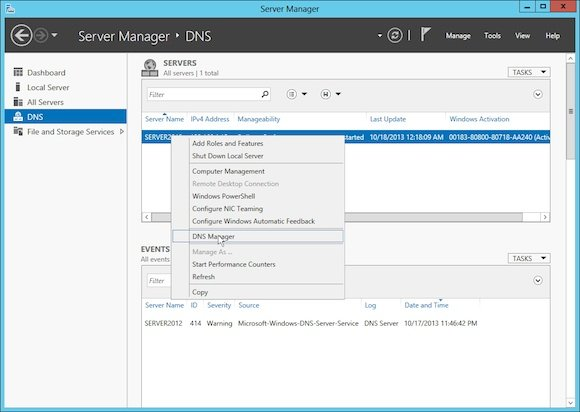 Server Manager
Server Manager • DNS
Manage Tools View Help
Dashboard
Local Server
All Servers
DNS
File and Storage Services
SERVERS
All servers | 1 total
TASKS
Filter
Server Name IPv4 Address Manageability Last Update Windows Activation
SERVER2012 started 10/18/2013 12:18:09 AM 00183-80800-80718-AA240 (Activ
Add Roles and Features
Shut Down Local Server
Computer Management
Remote Desktop Connection
Windows PowerShell
Configure NIC Teaming
Configure Windows Automatic Feedback
DNS Manager
Manage As ...
Start Performance Counters
Refresh
Copy
EVENTS
All events
TASKS
Filter
Server Name ID Severity Source Log Date and Time
SERVER2012 414 Warning Microsoft-Windows-DNS-Server-Service DNS Server 10/17/2013 11:46:42 PM